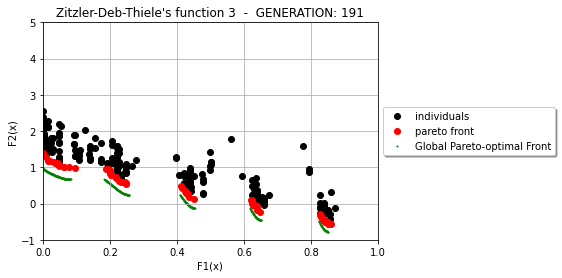 Zitzler-Deb-Thiele's function 3 - GENERATION: 191
5
4
3
2
1
0
−1
F2(x)
0.0 0.2 0.4 0.6 0.8 1.0
F1(x)
individuals
pareto front
Global Pareto-optimal Front